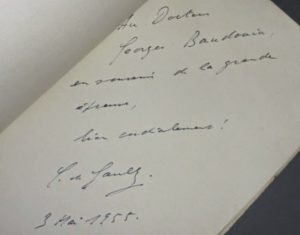 Au Docteur
Georges Baudouin,
en souvenir de la grande
épreuve,
bien cordialement !
C. de Gaulle.
3 Mai 1955.